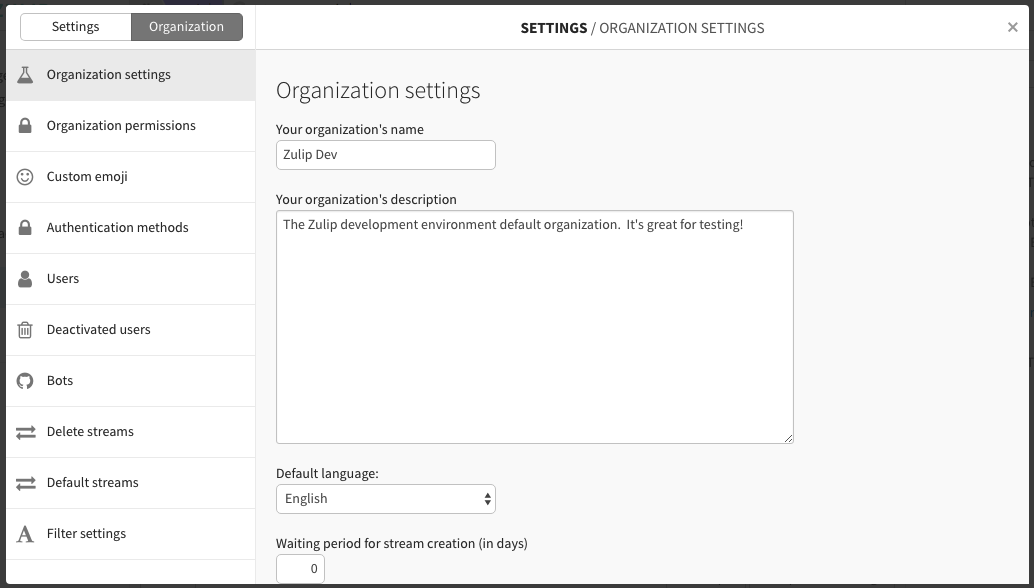 Settings
Organization
SETTINGS / ORGANIZATION SETTINGS
×
Organization settings
Organization permissions
Custom emoji
Authentication methods
Users
Deactivated users
Bots
Delete streams
Default streams
Filter settings
Organization settings
Your organization's name
Zulip Dev
Your organization's description
The Zulip development environment default organization.  It's great for testing!
Default language:
English
Waiting period for stream creation (in days)
0